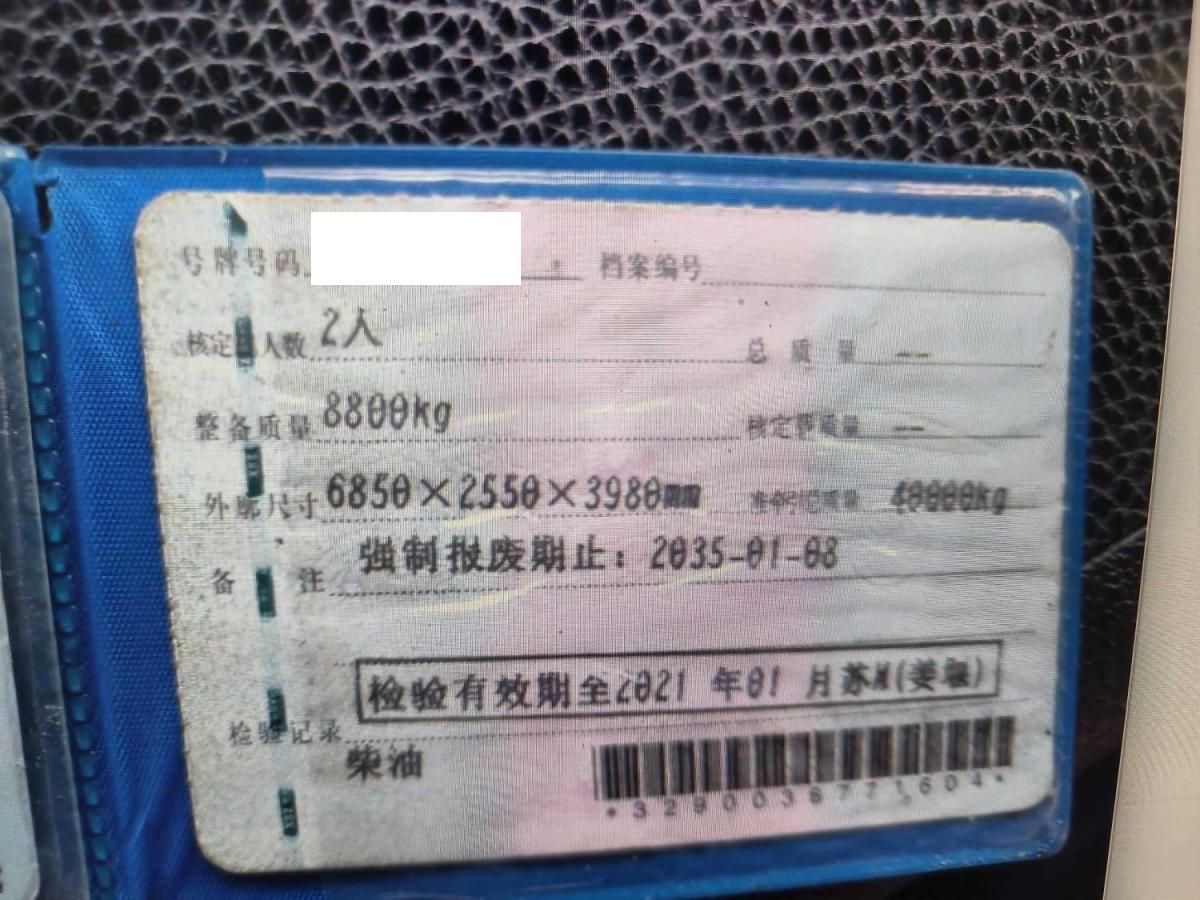 号牌号码 档案编号
核定 人数 2人 总质量 --
整备质量 8800kg 核定载质量 --
外廓尺寸 6850×2550×3980mm 准牵引总质量 40000kg
备注 强制报废期止：2035-01-08
检验有效期至2021 年01 月苏M(姜堰)
检验记录
柴油
*3290036771604*